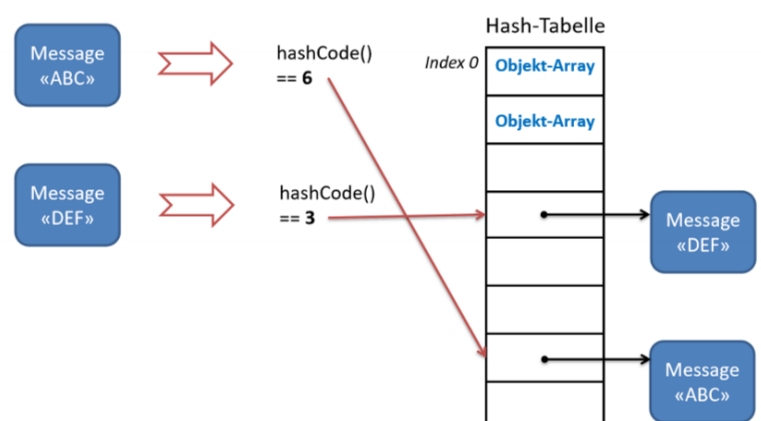 Hash-Tabelle
Message
«ABC»
hashCode()
== 6
Index 0
Objekt-Array
Objekt-Array
Message
«DEF»
hashCode()
== 3
Message
«DEF»
Message
«ABC»